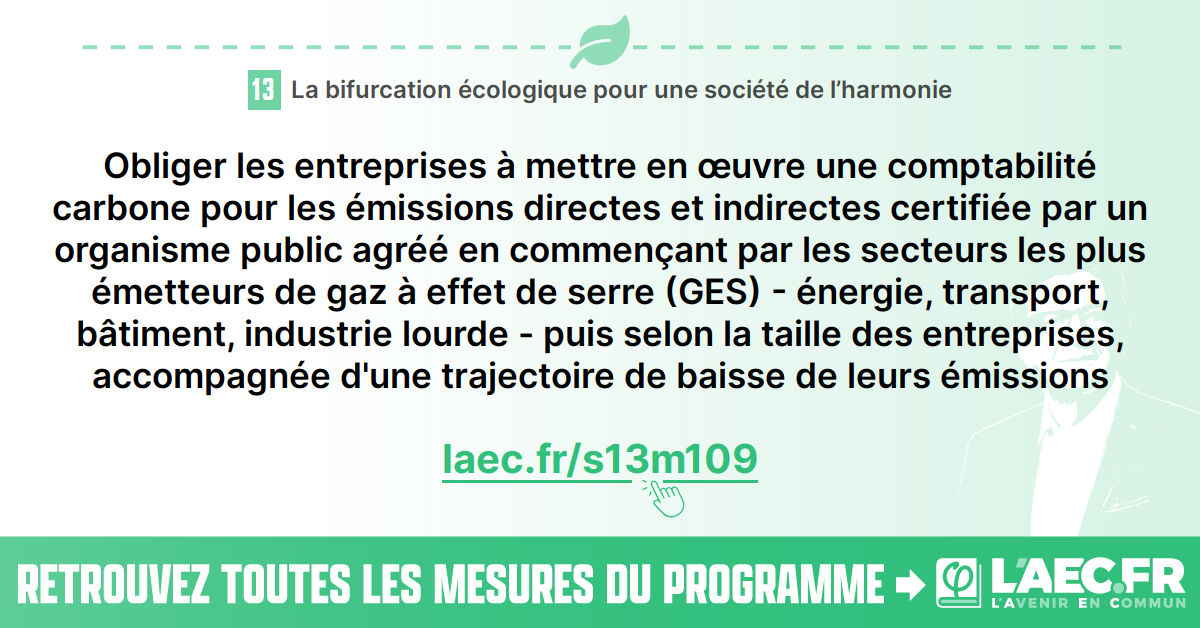 13 La bifurcation écologique pour une société de l’harmonie
Obliger les entreprises à mettre en œuvre une comptabilité
carbone pour les émissions directes et indirectes certifiée par un
organisme public agréé en commençant par les secteurs les plus
émetteurs de gaz à effet de serre (GES) - énergie, transport,
bâtiment, industrie lourde - puis selon la taille des entreprises,
accompagnée d'une trajectoire de baisse de leurs émissions
laec.fr/s13m109
RETROUVEZ TOUTES LES MESURES DU PROGRAMME
L'AEC.FR
L'AVENIR EN COMMUN